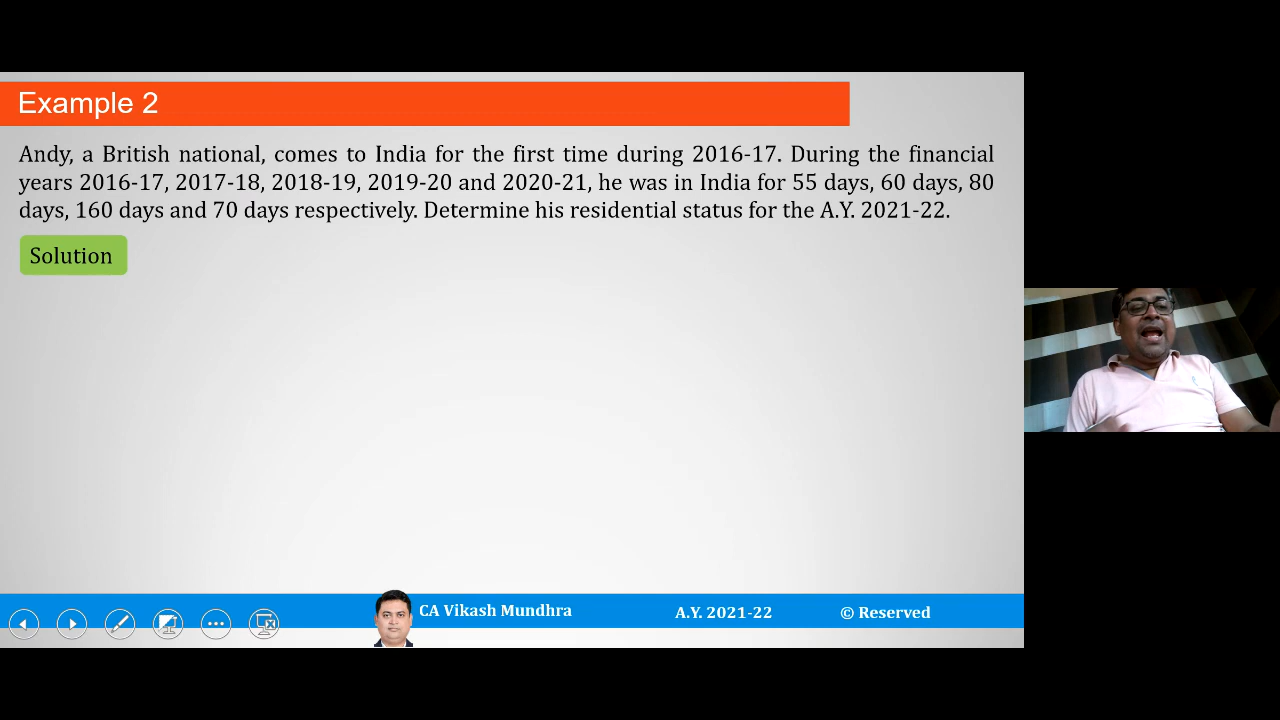 Example 2
Andy, a British national, comes to India for the first time during 2016-17. During the financial
years 2016-17, 2017-18, 2018-19, 2019-20 and 2020-21, he was in India for 55 days, 60 days, 80
days, 160 days and 70 days respectively. Determine his residential status for the A.Y. 2021-22.
Solution
CA Vikash Mundhra
A.Y. 2021-22
© Reserved